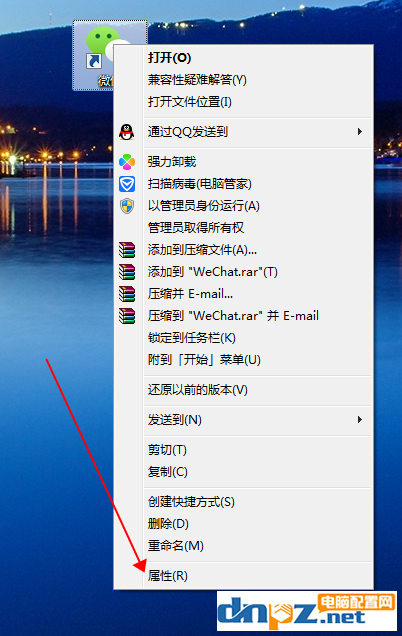 微
打开(O)
兼容性疑难解答(Y)
打开文件位置(I)
通过QQ发送到
强力卸载
扫描病毒(电脑管家)
以管理员身份运行(A)
管理员取得所有权
添加到压缩文件(A)...
添加到 "WeChat.rar"(T)
压缩并 E-mail...
压缩到 "WeChat.rar" 并 E-mail
锁定到任务栏(K)
附到「开始」菜单(U)
还原以前的版本(V)
发送到(N)
剪切(T)
复制(C)
创建快捷方式(S)
删除(D)
重命名(M)
属性(R)
电脑配置网
dnpz.net